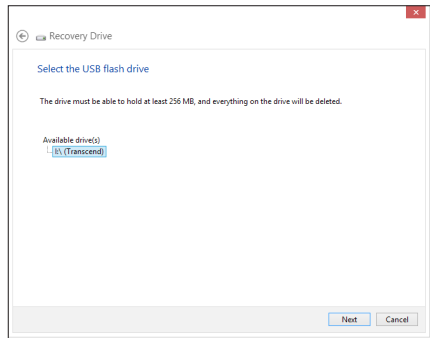 Recovery Drive
Select the USB flash drive
The drive must be able to hold at least 256 MB, and everything on the drive will be deleted.
Available drive(s)
I:\ (Transcend)
Next
Cancel